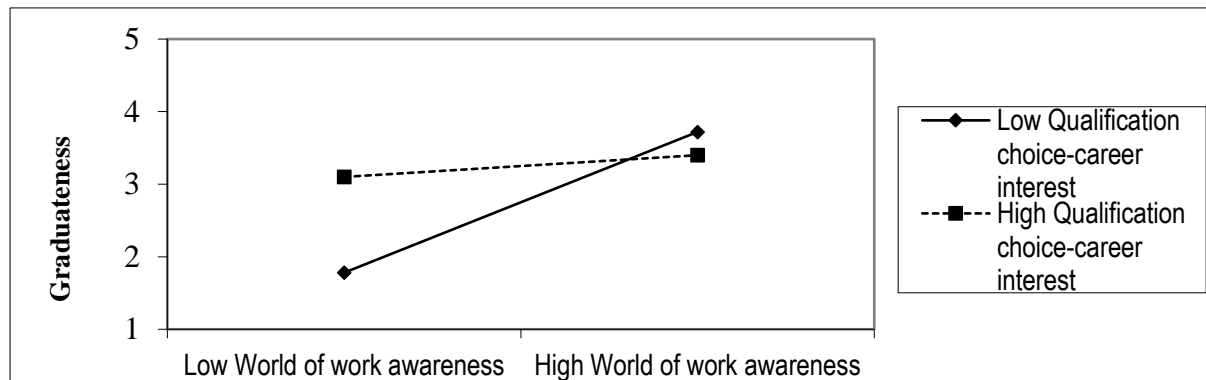 5
4
3
2
1
Graduateness
Low World of work awareness
High World of work awareness
Low Qualification
choice-career
interest
High Qualification
choice-career
interest